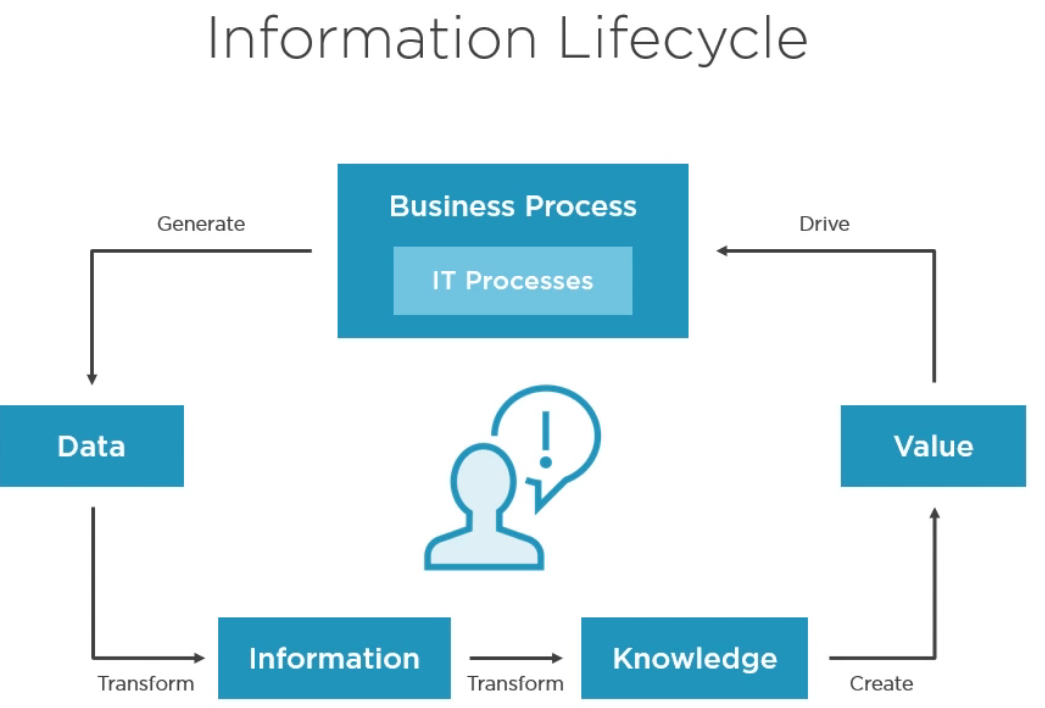 Information Lifecycle
Business Process
IT Processes
Generate
Drive
Data
Value
Information
Knowledge
Transform
Transform
Create